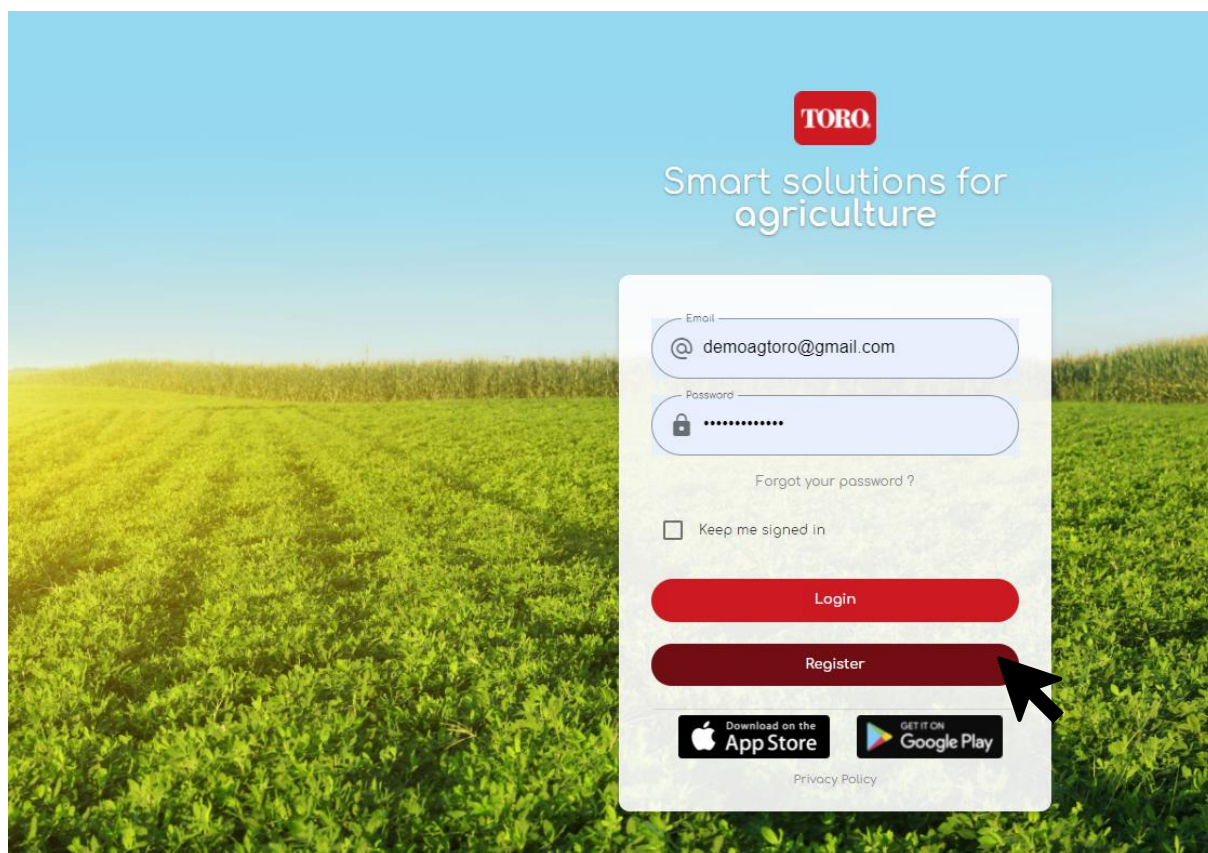 TORO
Smart solutions for
agriculture
Email
@ demoagtoro@gmail.com
Password
•••••••••••••
Forgot your password ?
Keep me signed in
Login
Register
Download on the
App Store
GET IT ON
Google Play
Privacy Policy